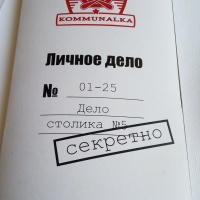 KOMMUNALKA
Личное дело
№ 01-25
Дело
столика №5
секретно